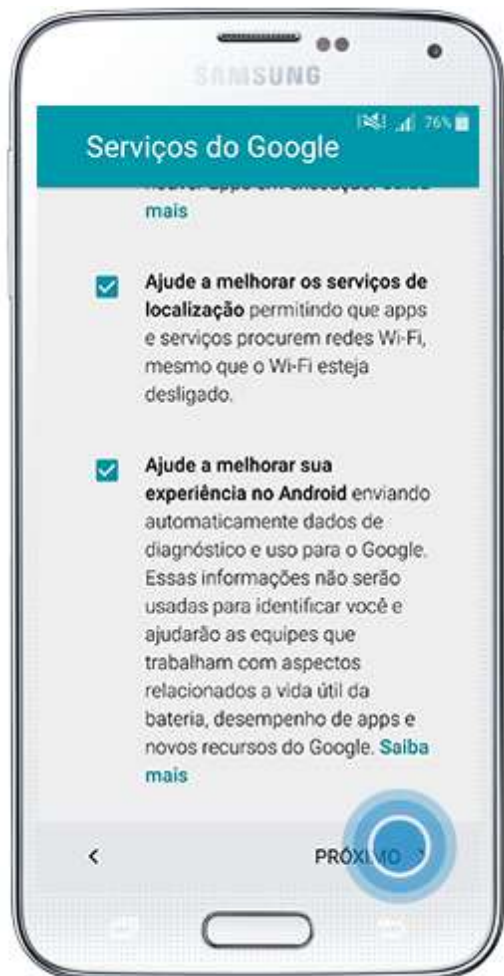 SAMSUNG
76%
Serviços do Google
mais
Ajude a melhorar os serviços de
localização permitindo que apps
e serviços procurem redes Wi-Fi,
mesmo que o Wi-Fi esteja
desligado.
Ajude a melhorar sua
experiência no Android enviando
automaticamente dados de
diagnóstico e uso para o Google.
Essas informações não serão
usadas para identificar você e
ajudarão as equipes que
trabalham com aspectos
relacionados a vida útil da
bateria, desempenho de apps e
novos recursos do Google. Saiba
mais
PRÓXIMO